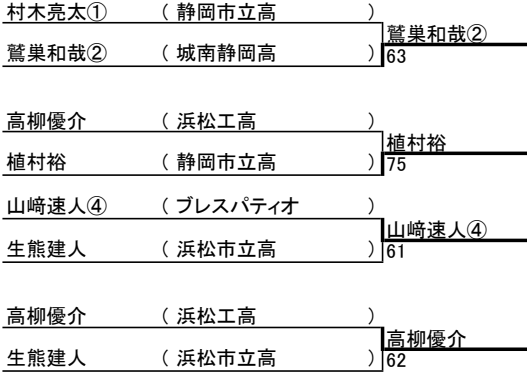 村木亮太① ( 静岡市立高 )
鷲巣和哉②
鷲巣和哉② ( 城南静岡高 )
63
高柳優介 ( 浜松工高 )
植村裕
植村裕 ( 静岡市立高 )
75
山﨑速人④ ( ブレスパティオ )
山﨑速人④
生熊建人 ( 浜松市立高 )
61
高柳優介 ( 浜松工高 )
高柳優介
生熊建人 ( 浜松市立高 )
62